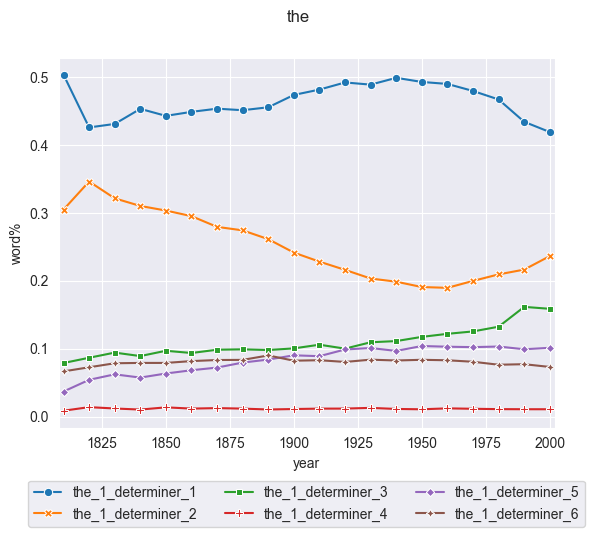 the
0.5
0.4
0.3
0.2
0.1
0.0
word%
1825 1850 1875 1900 1925 1950 1975 2000
year
the_1_determiner_1 the_1_determiner_3 the_1_determiner_5
the_1_determiner_2 the_1_determiner_4 the_1_determiner_6